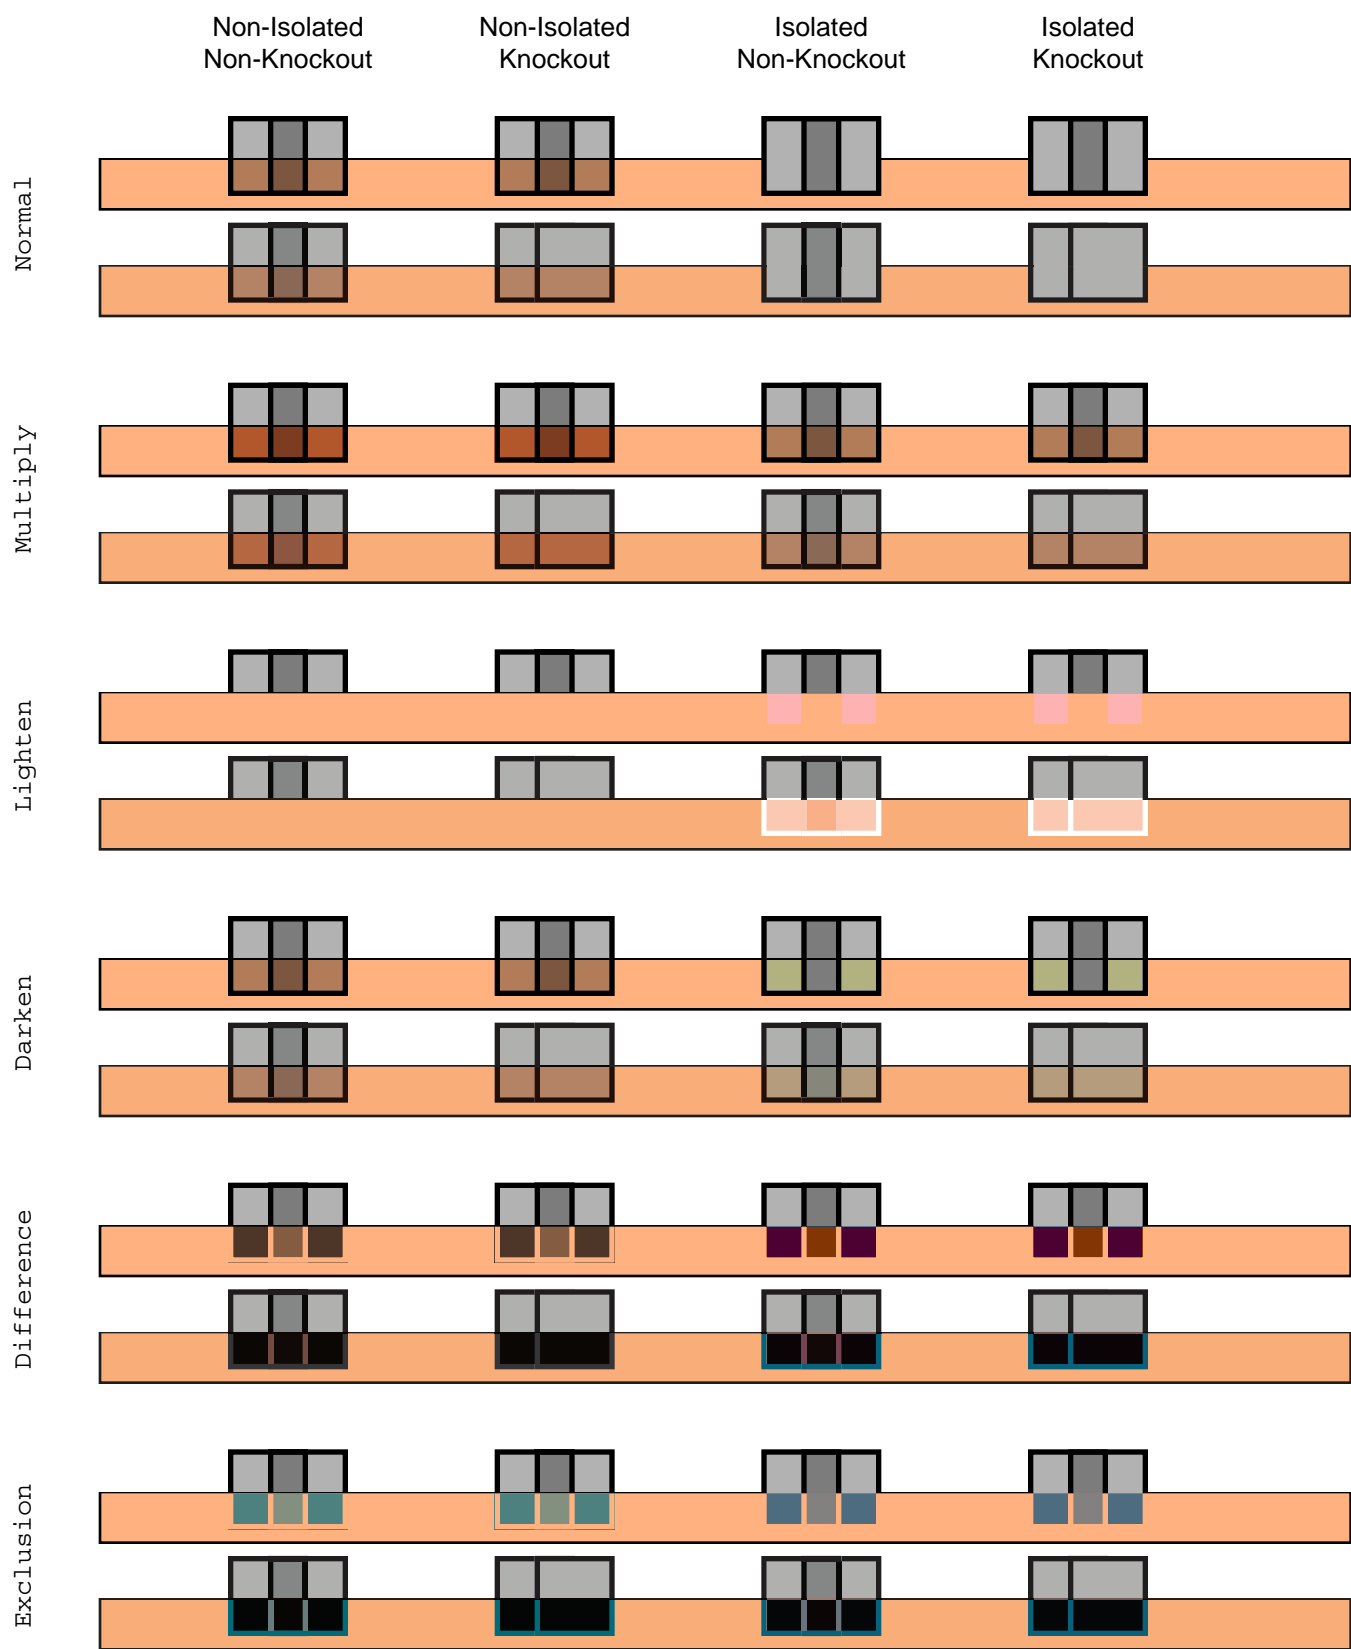 Non-Isolated
Non-Knockout
Non-Isolated
Knockout
Isolated
Non-Knockout
Isolated
Knockout
Normal
Multiply
Lighten
Darken
Difference
Exclusion